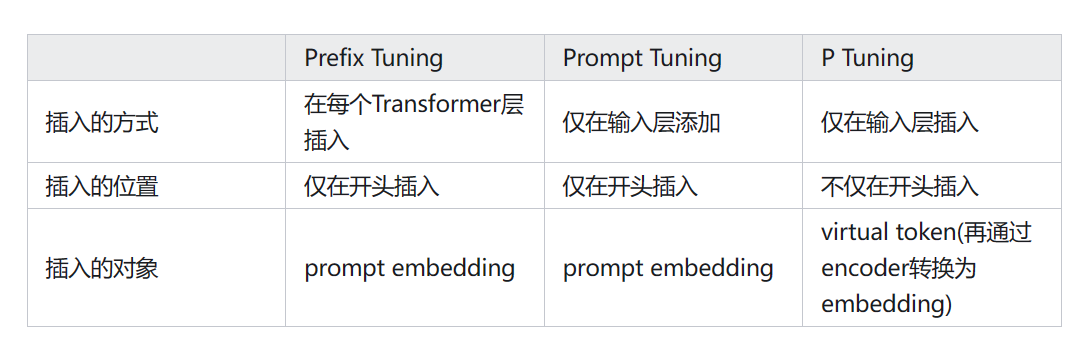 Prefix Tuning Prompt Tuning P Tuning
插入的方式 在每个Transformer层插入 仅在输入层添加 仅在输入层插入
插入的位置 仅在开头插入 仅在开头插入 不仅在开头插入
插入的对象 prompt embedding prompt embedding virtual token(再通过encoder转换为embedding)